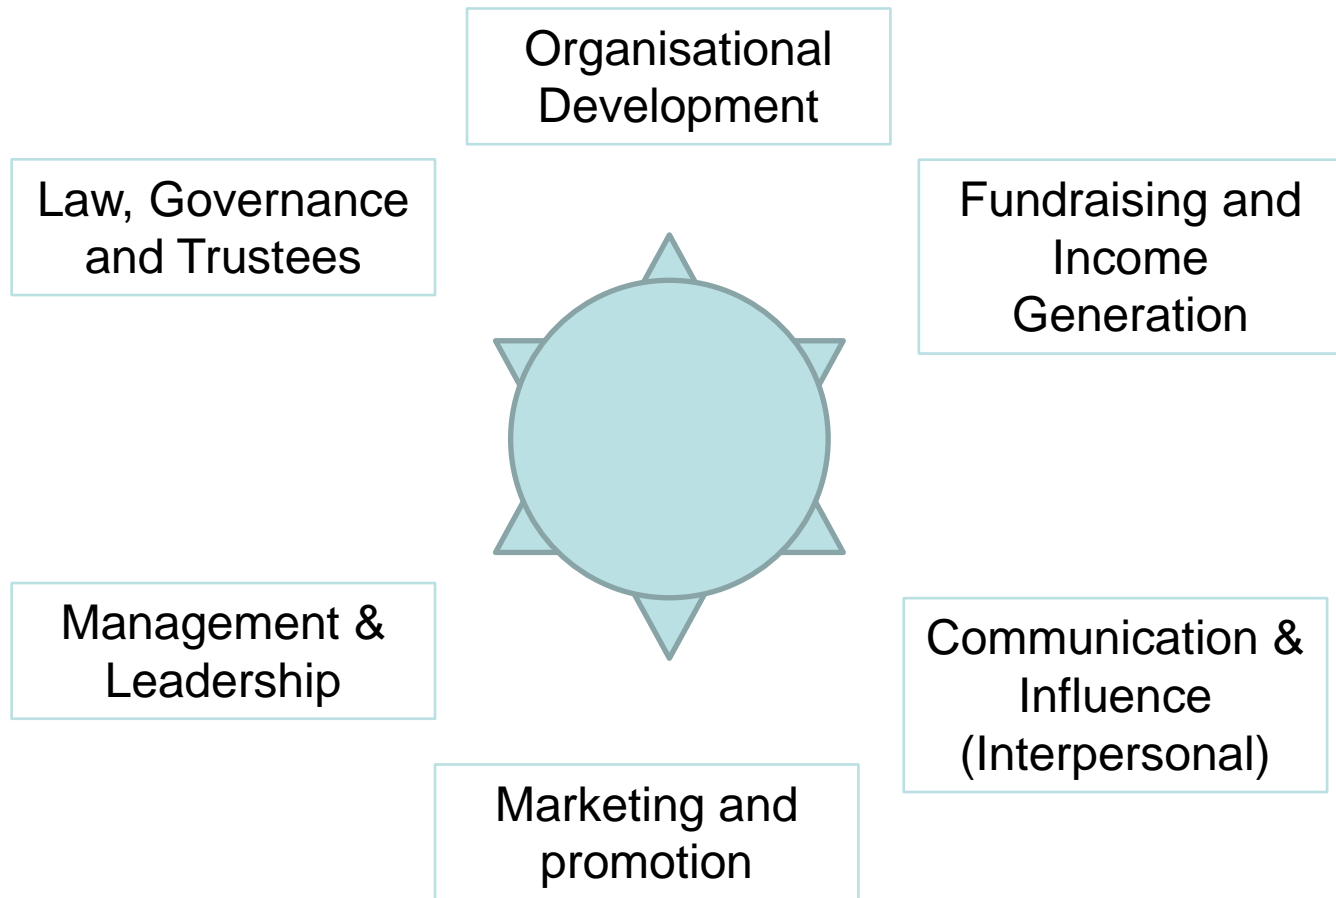 Organisational
Development
Law, Governance
and Trustees
Fundraising and
Income
Generation
Management &
Leadership
Communication &
Influence
(Interpersonal)
Marketing and
promotion